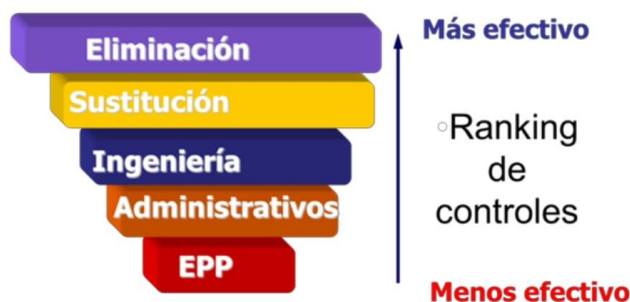 Eliminación
Sustitución
Ingeniería
Administrativos
EPP
Más efectivo
○Ranking
de
controles
Menos efectivo